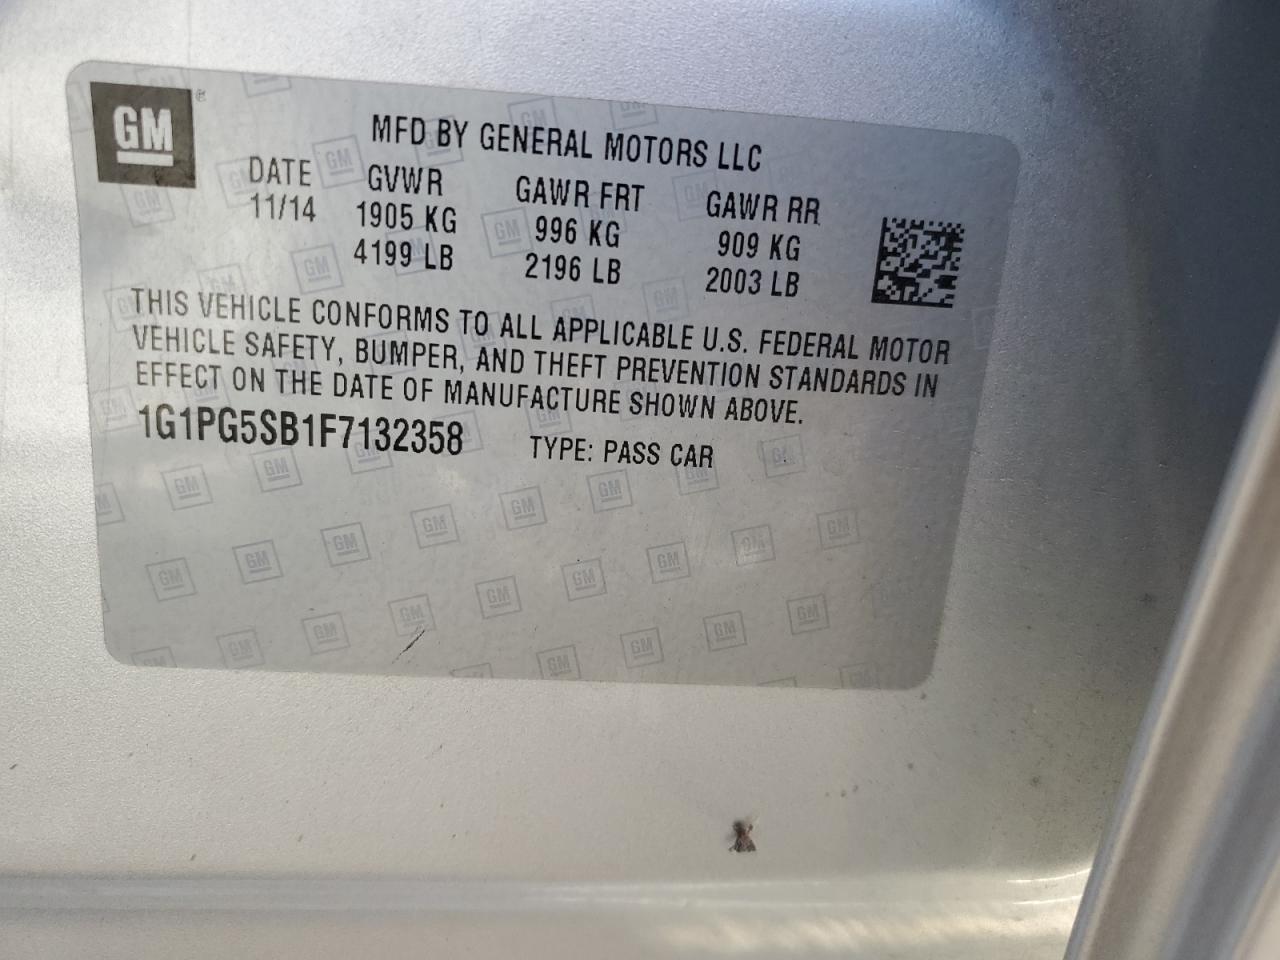 GM
MFD BY GENERAL MOTORS LLC
DATE GVWR GAWR FRT GAWR RR
11/14 1905 KG 996 KG 909 KG
4199 LB 2196 LB 2003 LB
THIS VEHICLE CONFORMS TO ALL APPLICABLE U.S. FEDERAL MOTOR
VEHICLE SAFETY, BUMPER, AND THEFT PREVENTION STANDARDS IN
EFFECT ON THE DATE OF MANUFACTURE SHOWN ABOVE.
1G1PG5SB1F7132358 TYPE: PASS CAR